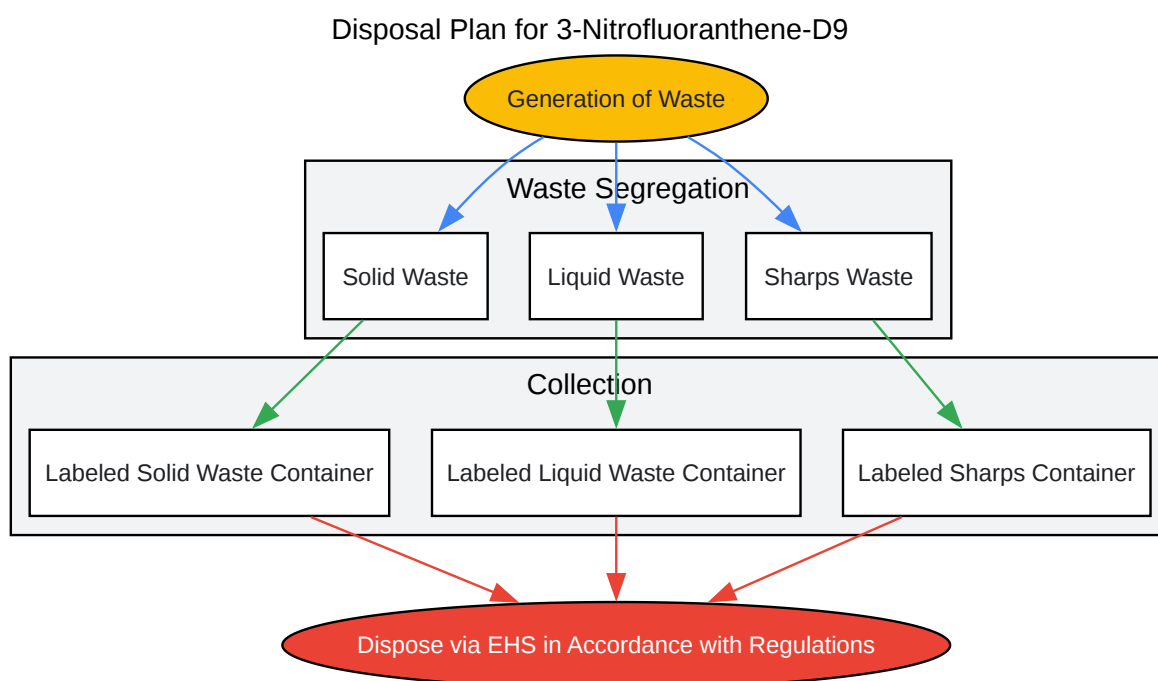 Disposal Plan for 3-Nitrofluoranthene-D9
Generation of Waste
Waste Segregation
Solid Waste
Liquid Waste
Sharps Waste
Collection
Labeled Solid Waste Container
Labeled Liquid Waste Container
Labeled Sharps Container
Dispose via EHS in Accordance with Regulations